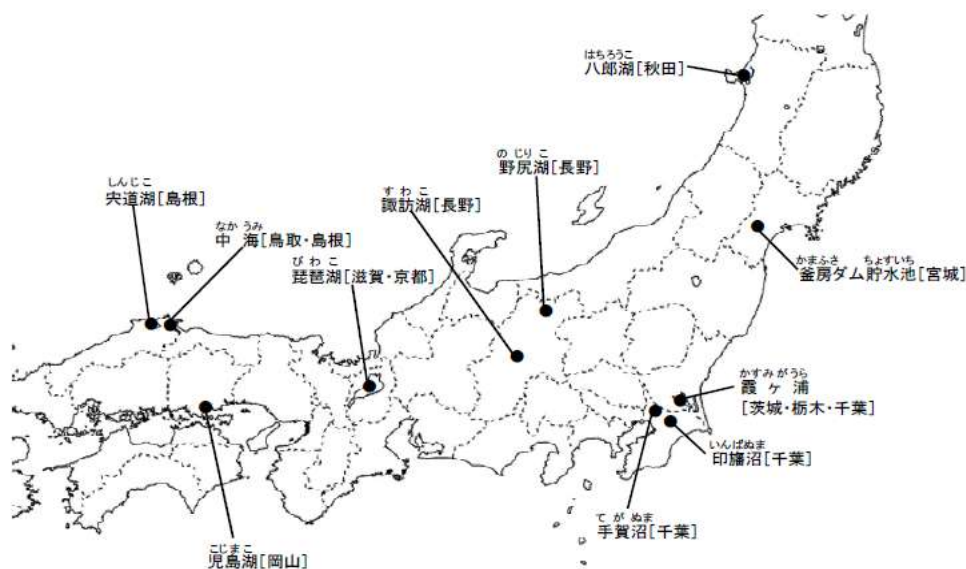 はちろうこ
八郎湖[秋田]
の じり こ
野尻湖[長野]
しんじこ
宍道湖[島根]
す わ こ
諏訪湖[長野]
なか うみ
中 海[鳥取・島根]
びわこ
琵琶湖[滋賀・京都]
かまふさ ちょすいち
釜房ダム貯水池[宮城]
かすみがうら
霞 ヶ 浦
[茨城・栃木・千葉]
いんばぬま
印旛沼[千葉]
て が ぬま
手賀沼[千葉]
こじまこ
児島湖[岡山]